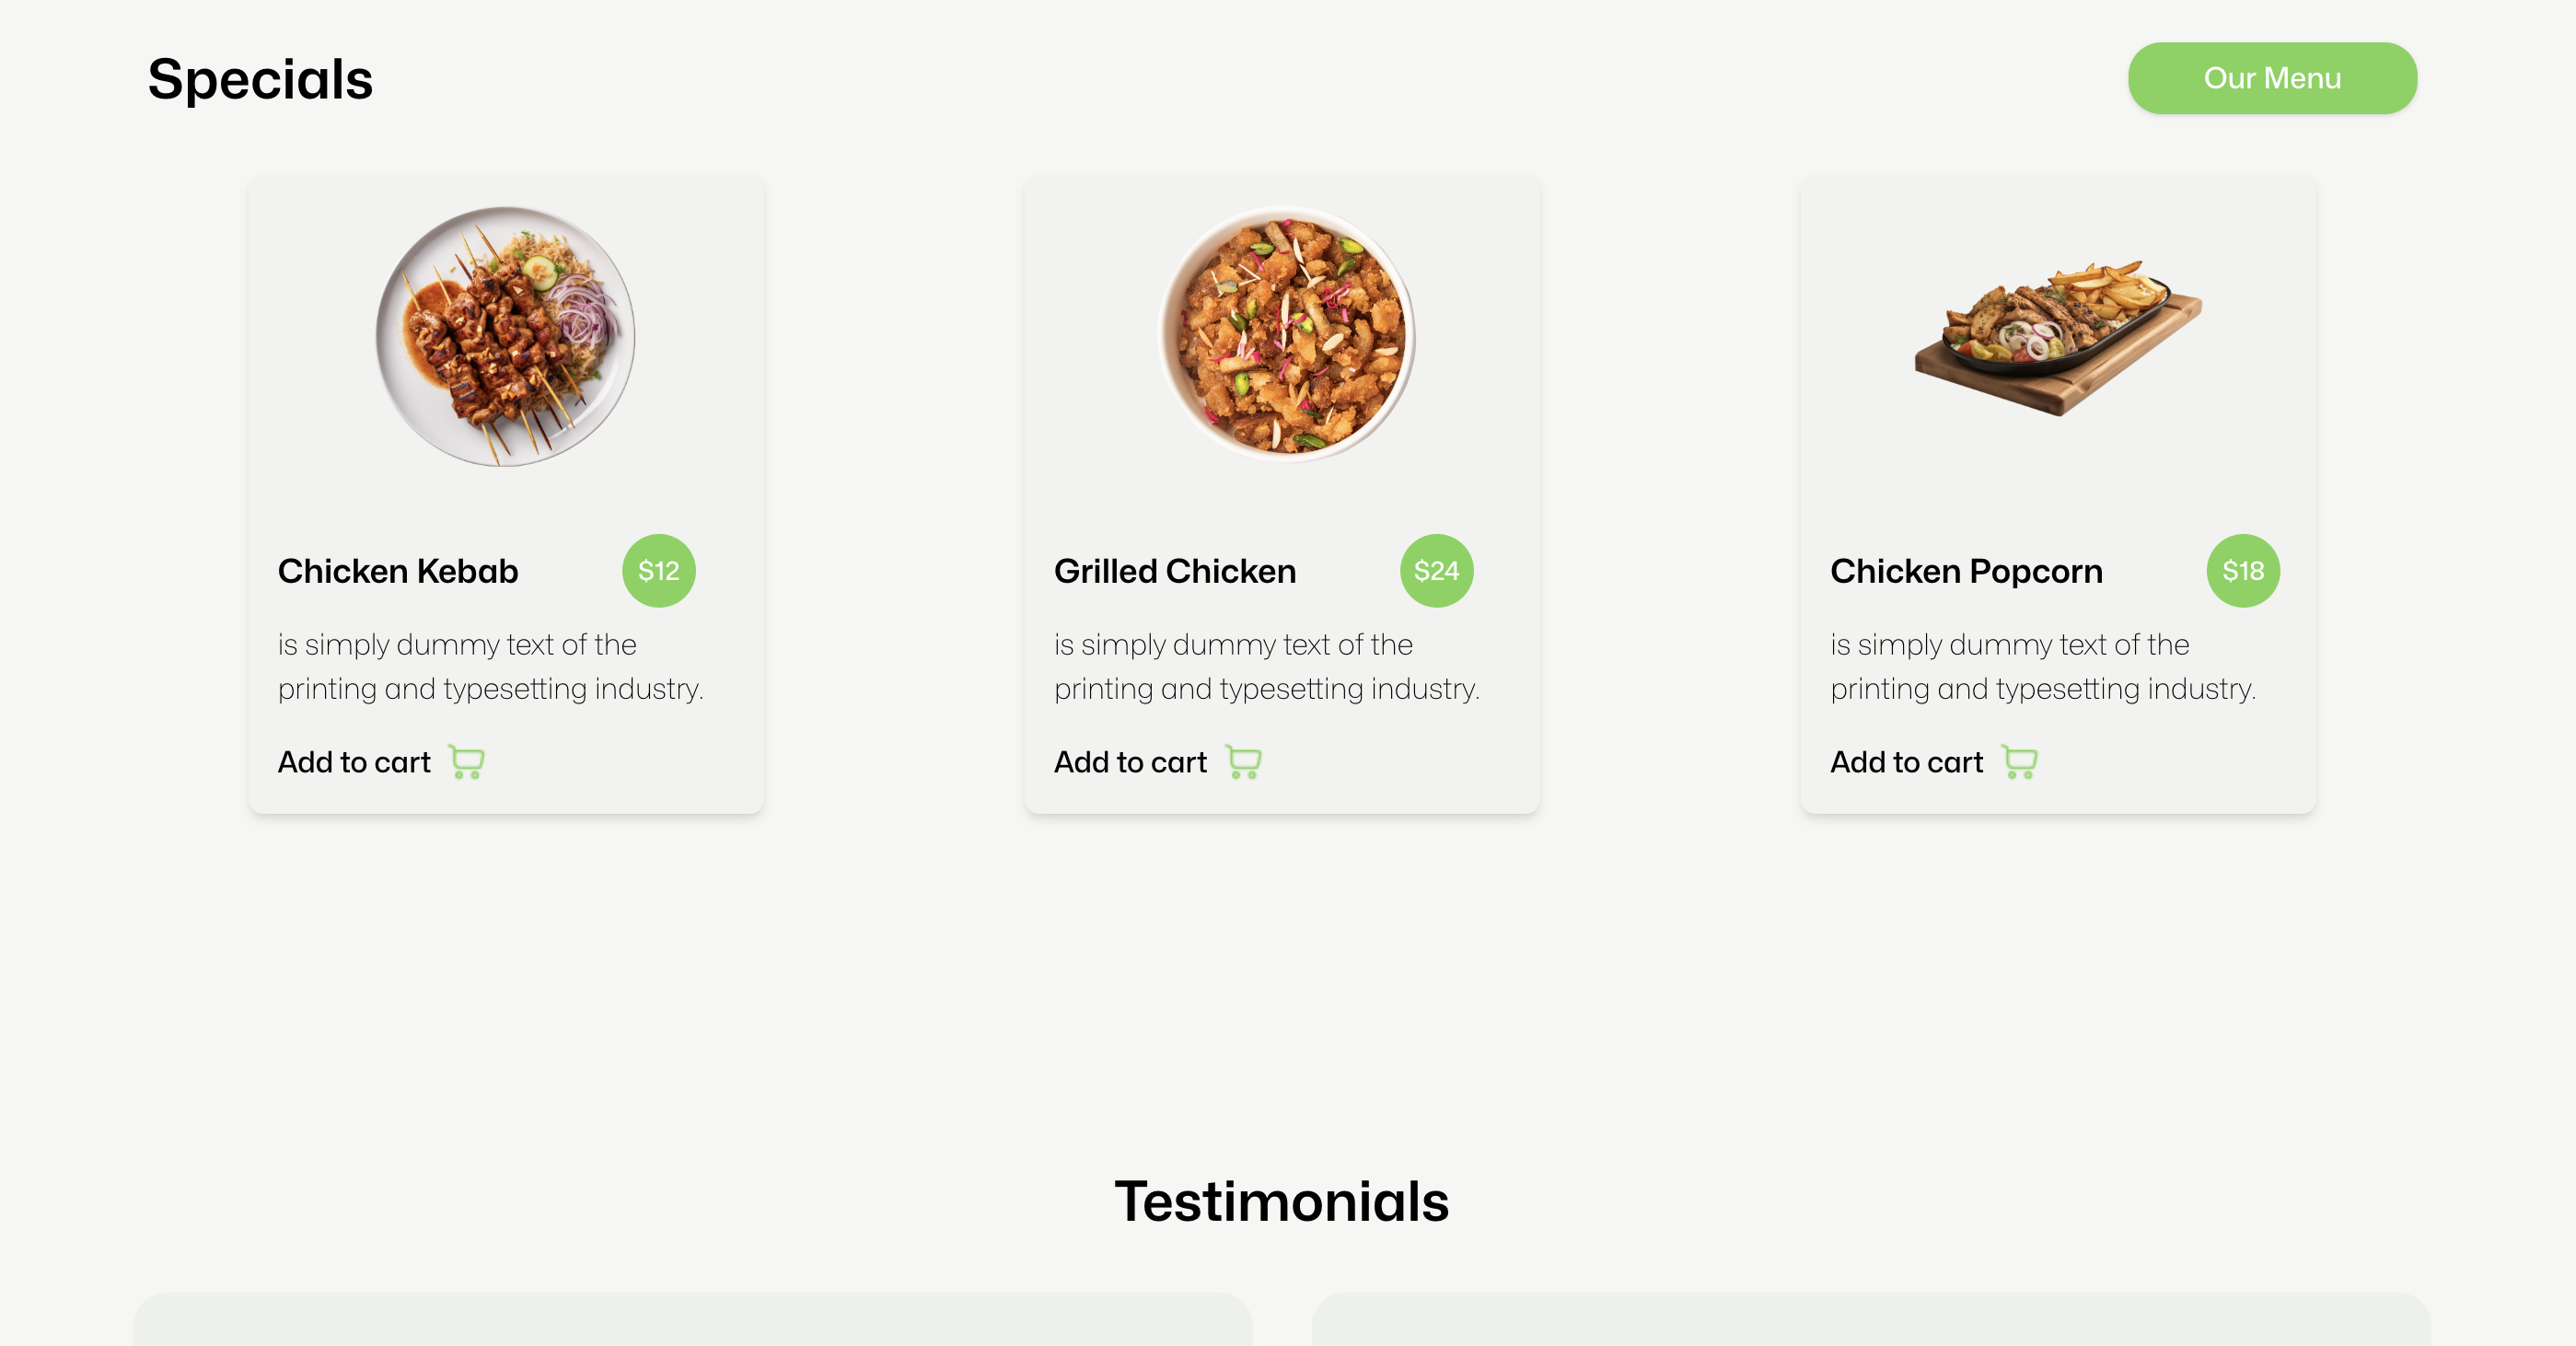 Specials
Our Menu
Chicken Kebab
$12
is simply dummy text of the
printing and typesetting industry.
Add to cart
Grilled Chicken
$24
is simply dummy text of the
printing and typesetting industry.
Add to cart
Chicken Popcorn
$18
is simply dummy text of the
printing and typesetting industry.
Add to cart
Testimonials